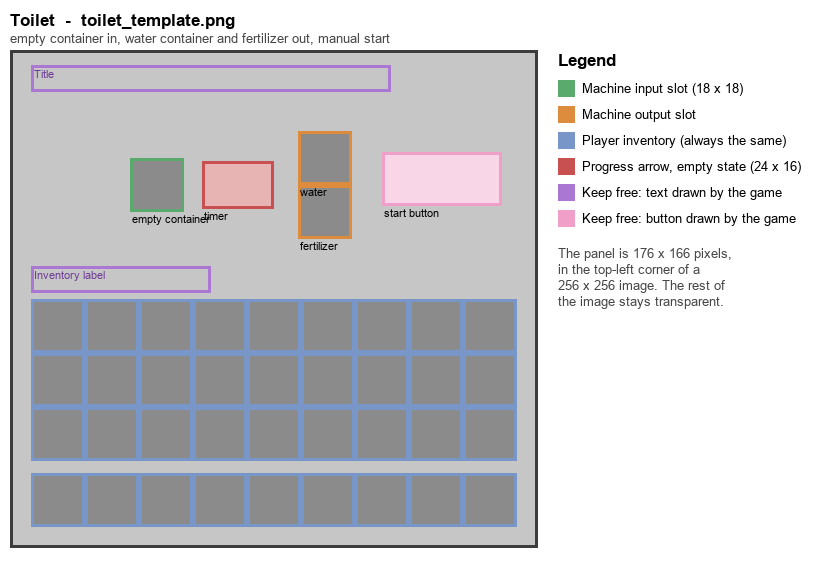 Toilet - toilet_template.png
empty container in, water container and fertilizer out, manual start
Title
water
empty container
timer
start button
fertilizer
Inventory label
Legend
Machine input slot (18 x 18)
Machine output slot
Player inventory (always the same)
Progress arrow, empty state (24 x 16)
Keep free: text drawn by the game
Keep free: button drawn by the game
The panel is 176 x 166 pixels,
in the top-left corner of a
256 x 256 image. The rest of
the image stays transparent.